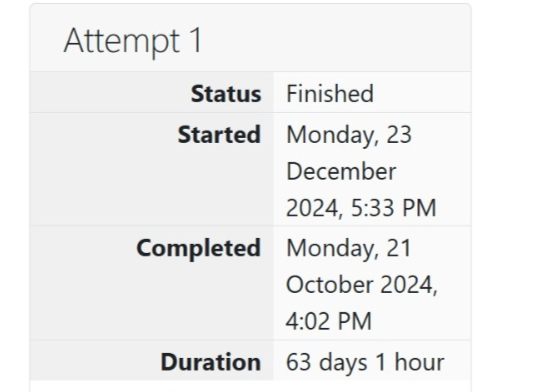 Attempt 1
Status Finished
Started Monday, 23
December
2024, 5:33 PM
Completed Monday, 21
October 2024,
4:02 PM
Duration 63 days 1 hour